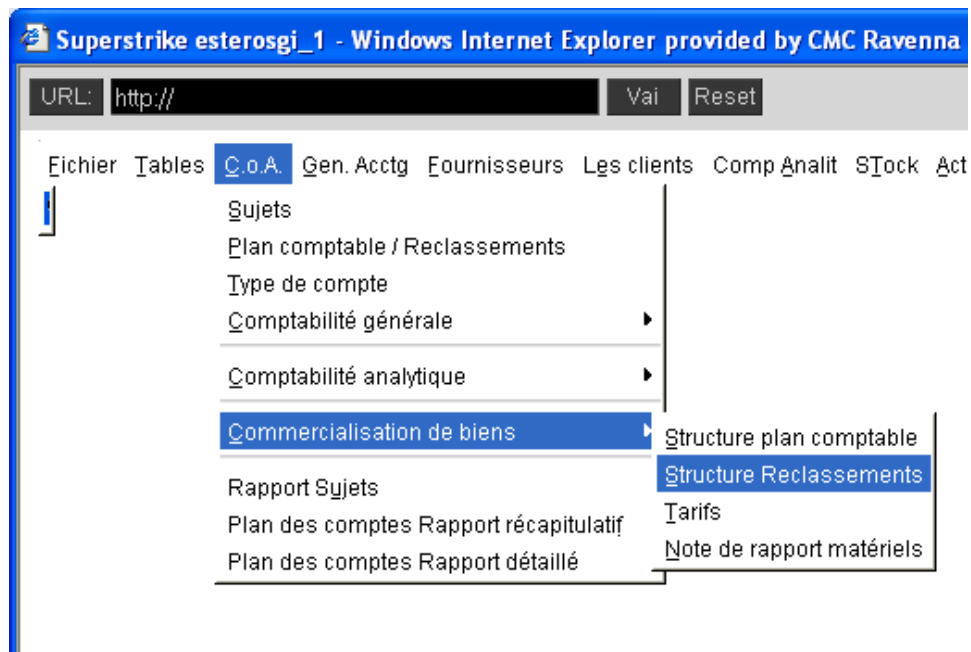 Superstrike esterosgi_1 - Windows Internet Explorer provided by CMC Ravenna
URL: http:// Vai Reset
Fichier Tables C.o.A. Gen. Acctg Fournisseurs Les clients Comp Analit STock Act
Sujets
Plan comptable / Reclassements
Type de compte
Comptabilité générale
Comptabilité analytique
Commercialisation de biens
Structure plan comptable
Structure Reclassements
Tarifs
Note de rapport matériels
Rapport Sujets
Plan des comptes Rapport récapitulatif
Plan des comptes Rapport détaillé